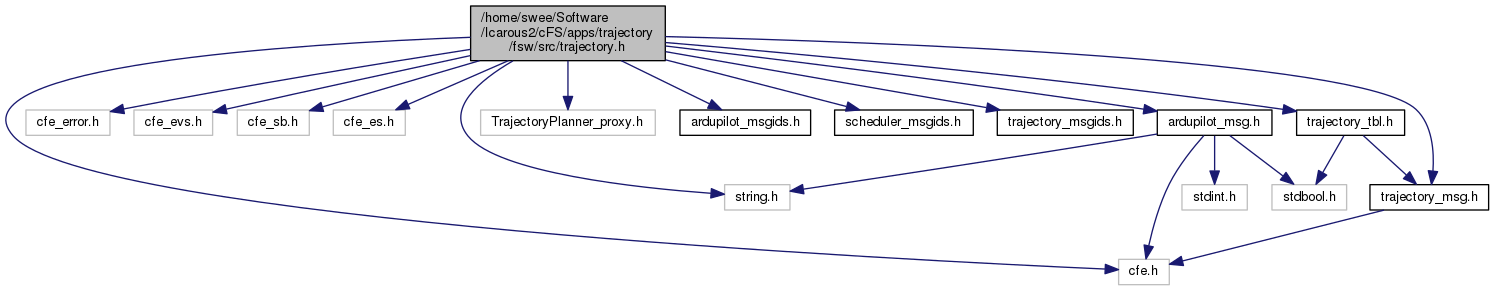 /home/swee/Software
/Icarous2/cFS/apps/trajectory
/fsw/src/trajectory.h
cfe_error.h
cfe_evs.h
cfe_sb.h
cfe_es.h
TrajectoryPlanner_proxy.h
ardupilot_msgids.h
scheduler_msgids.h
trajectory_msgids.h
ardupilot_msg.h
trajectory_tbl.h
string.h
stdint.h
stdbool.h
trajectory_msg.h
cfe.h